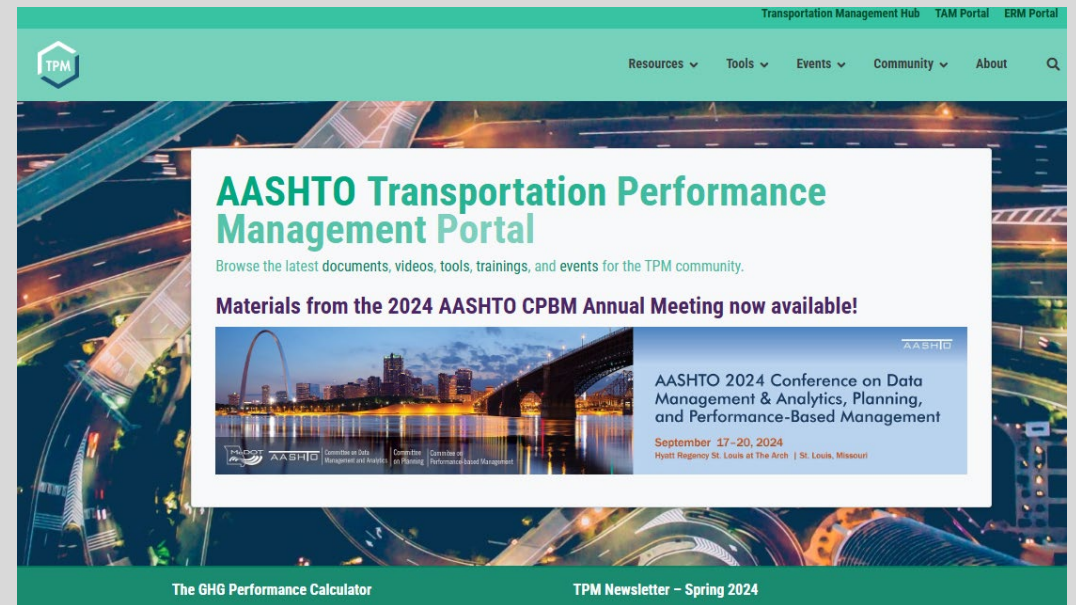 Transportation Management Hub TAM Portal ERM Portal
TPM
Resources Tools Events Community About
AASHTO Transportation Performance
Management Portal
Browse the latest documents, videos, tools, trainings, and events for the TPM community.
Materials from the 2024 AASHTO CPBM Annual Meeting now available!
AASHTO
AASHTO 2024 Conference on Data
Management & Analytics, Planning,
and Performance-Based Management
September 17–20, 2024
Hyatt Regency St. Louis at The Arch | St. Louis, Missouri
MoDOT AASHTO
Committee on Data
Management and Analytics
Committee
on Planning
Committee on
Performance-based Management
The GHG Performance Calculator
TPM Newsletter – Spring 2024